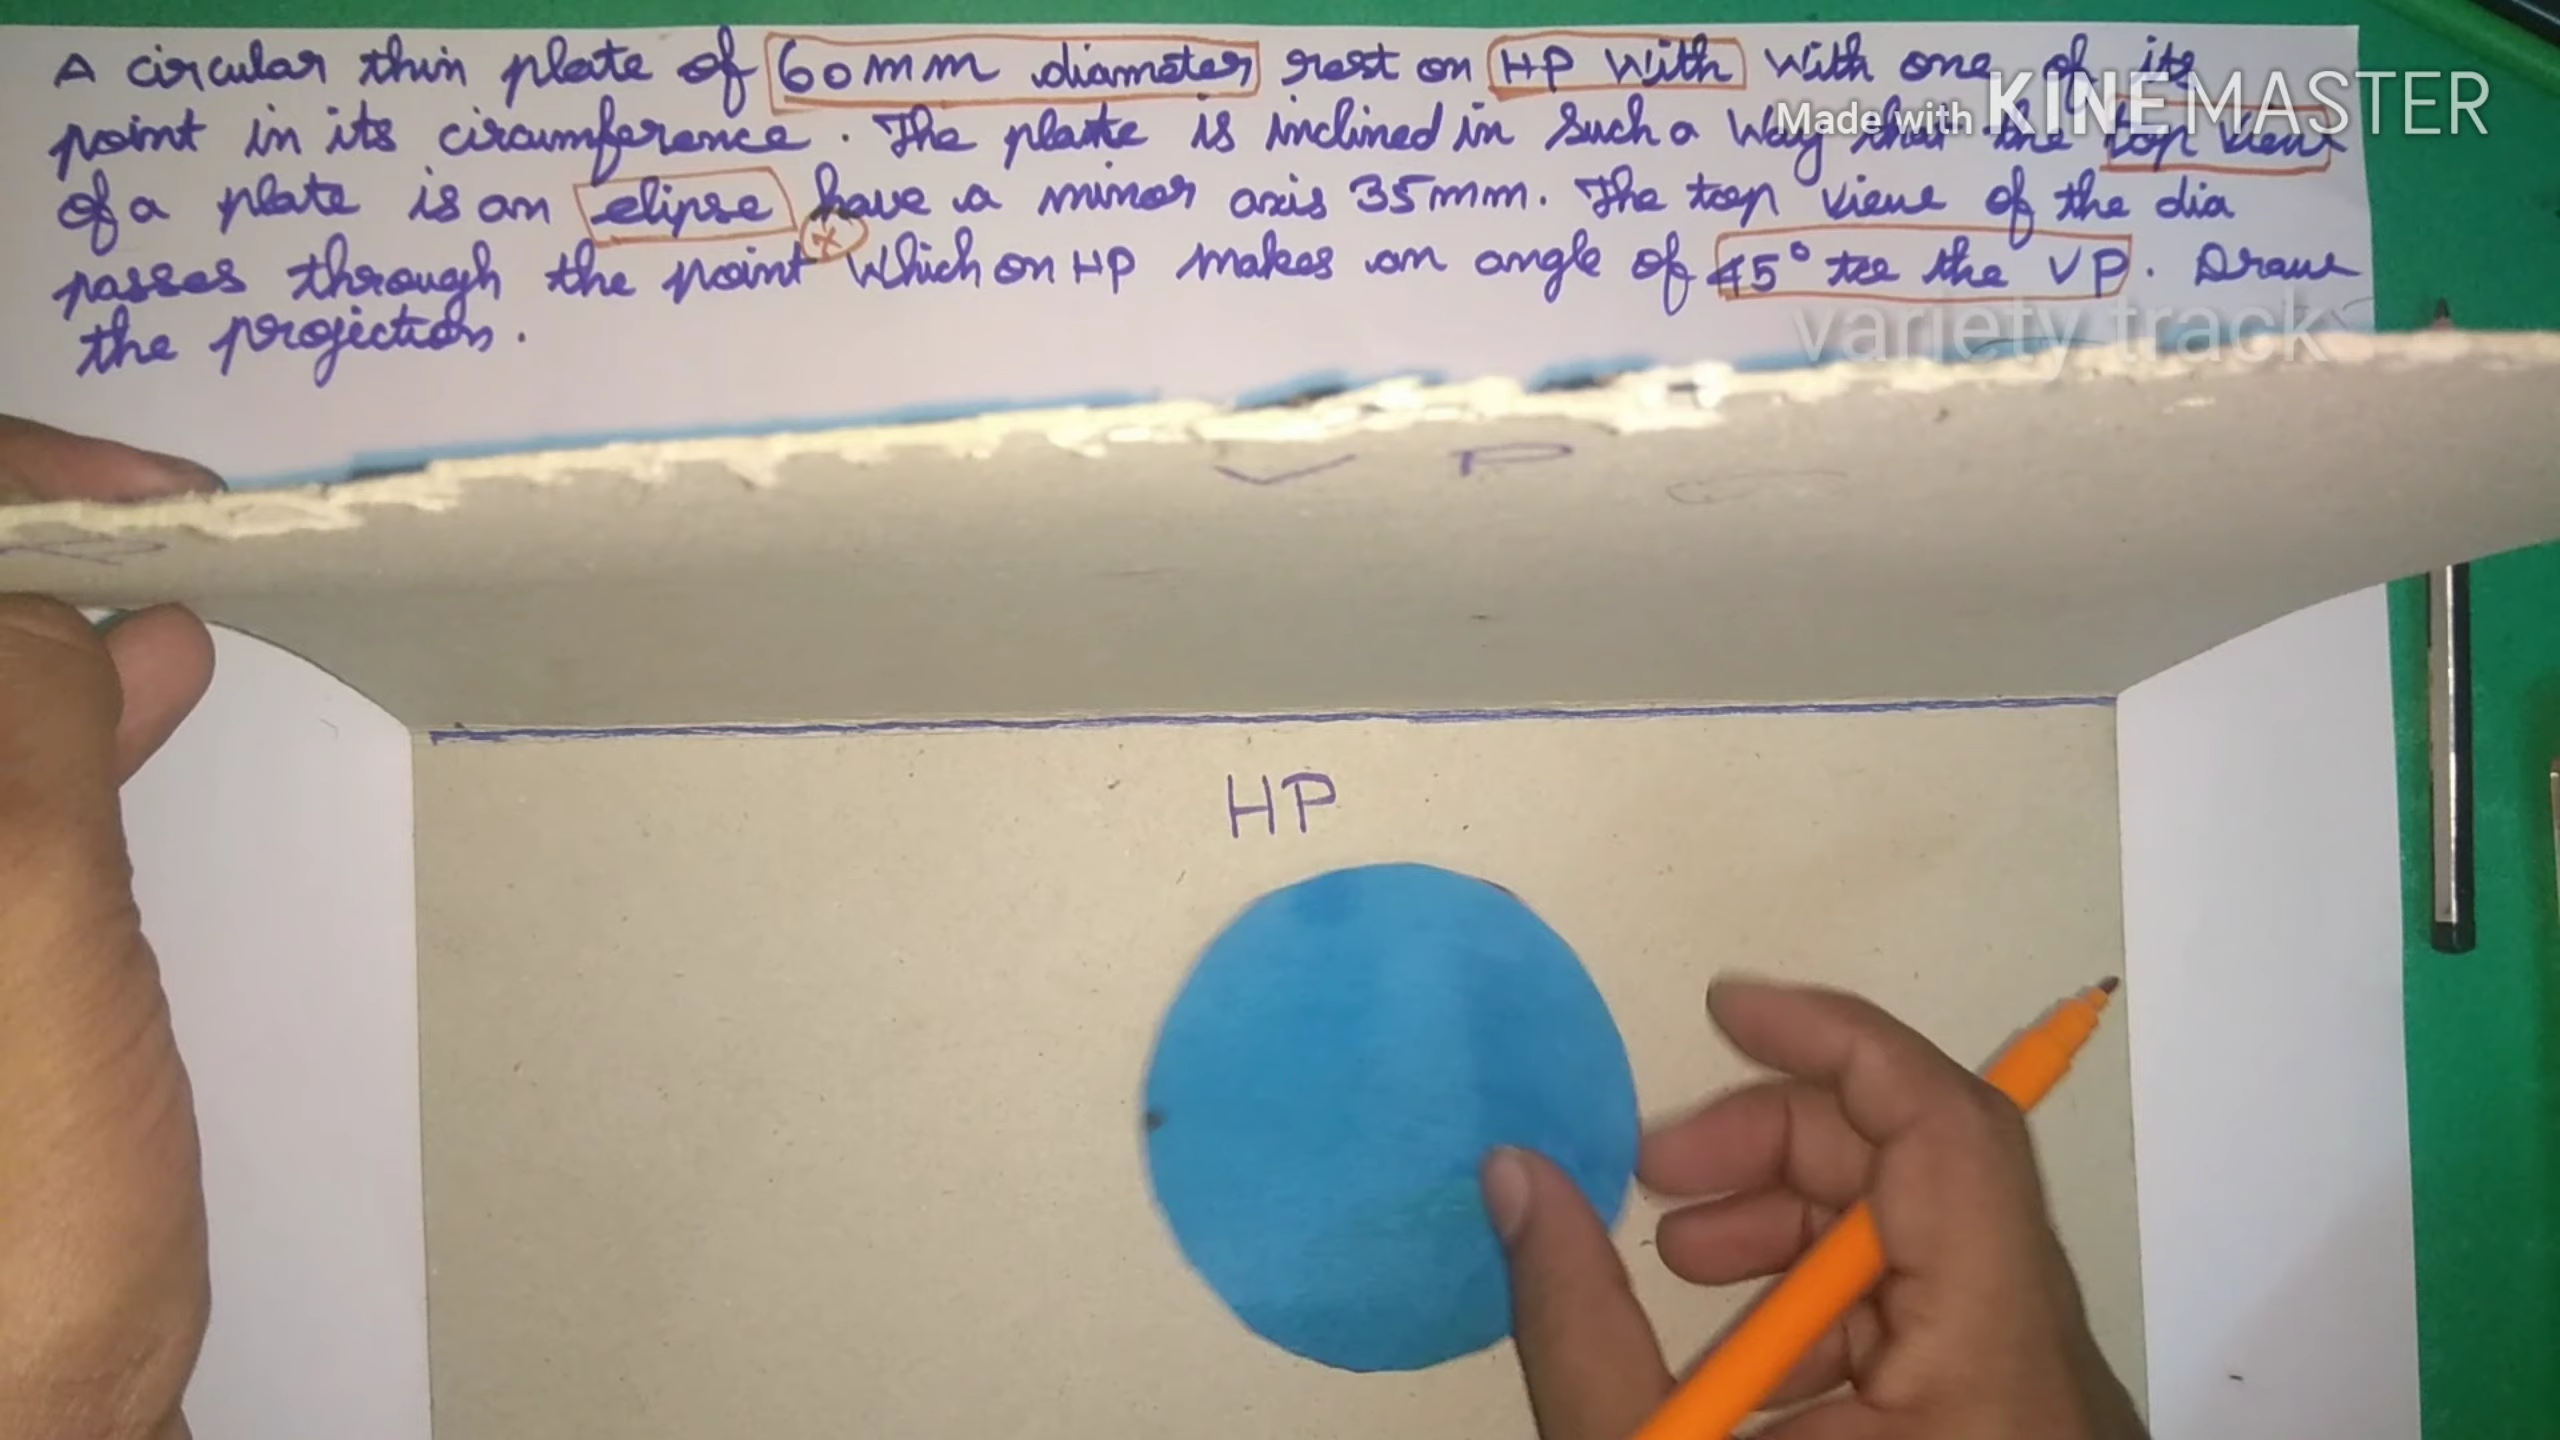 A circular thin plate of 60mm diameter rest on HP with with one of its
point in its circumference. The plate is inclined in such a way that the top view
of a plate is an elipse have a minor axis 35mm. The top view of the dia
passes through the point which on HP makes an angle of 45° to the VP. Draw
the projection.
Made with KINEMASTER
variety track
VP
HP